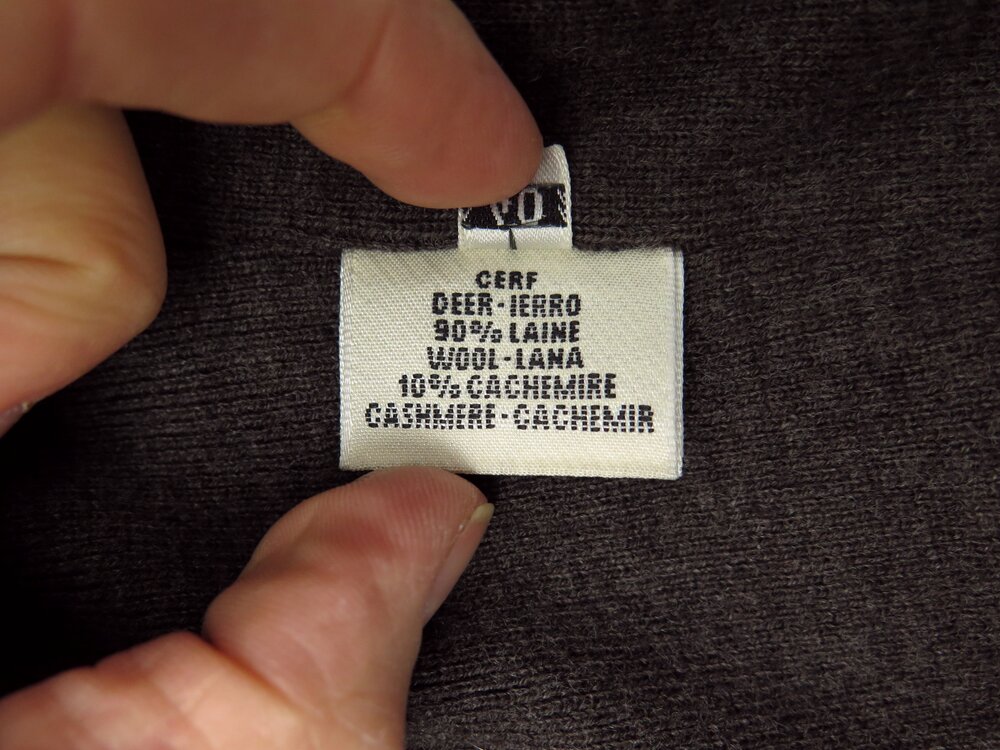 CERF
DEER-IERRO
90% LAINE
WOOL-LANA
10% CACHEMIRE
CASHMERE-CACHEMIR